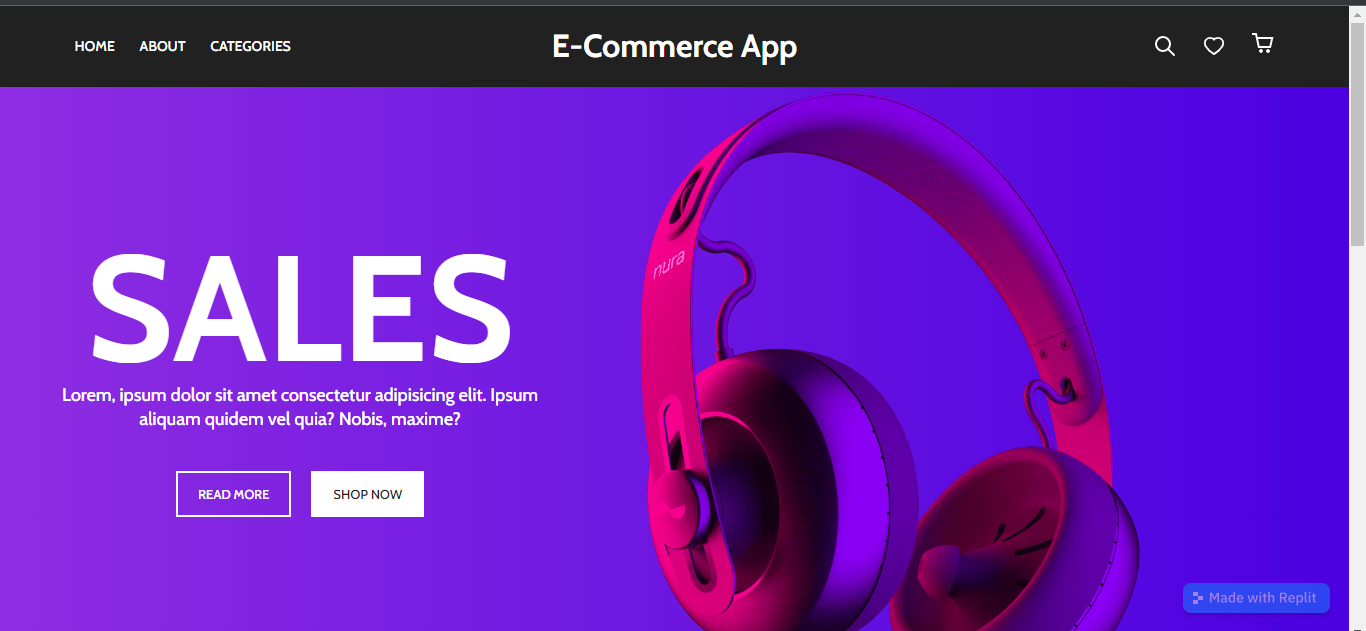 HOME ABOUT CATEGORIES E-Commerce App
SALES
nura
Lorem, ipsum dolor sit amet consectetur adipisicing elit. Ipsum
aliquam quidem vel quia? Nobis, maxime?
READ MORE SHOP NOW
Made with Replit